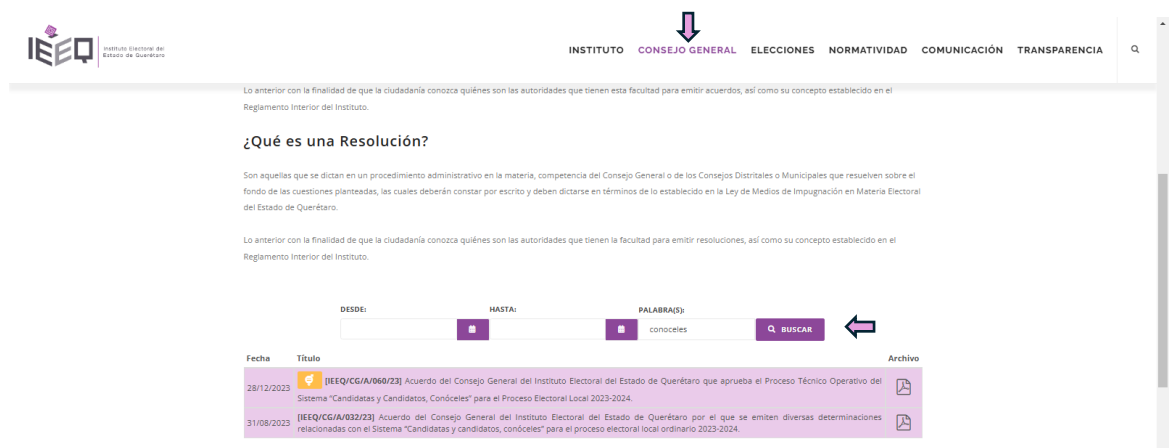 IEEQ
Instituto Electoral del
Estado de Querétaro
INSTITUTO CONSEJO GENERAL ELECCIONES NORMATIVIDAD COMUNICACIÓN TRANSPARENCIA
Lo anterior con la finalidad de que la ciudadanía conozca quiénes son las autoridades que tienen esta facultad para emitir acuerdos, así como su concepto establecido en el
Reglamento Interior del Instituto.
¿Qué es una Resolución?
Son aquellas que se dictan en un procedimiento administrativo en la materia, competencia del Consejo General o de los Consejos Distritales o Municipales que resuelven sobre el
fondo de las cuestiones planteadas, las cuales deberán constar por escrito y deben dictarse en términos de lo establecido en la Ley de Medios de Impugnación en Materia Electoral
del Estado de Querétaro.
Lo anterior con la finalidad de que la ciudadanía conozca quiénes son las autoridades que tienen la facultad para emitir resoluciones, así como su concepto establecido en el
Reglamento Interior del Instituto.
DESDE: HASTA: PALABRA(S):
conoceles BUSCAR
Fecha Título Archivo
28/12/2023 [IEEQ/CG/A/060/23] Acuerdo del Consejo General del Instituto Electoral del Estado de Querétaro que aprueba el Proceso Técnico Operativo del
Sistema "Candidatas y Candidatos, Conóceles" para el Proceso Electoral Local 2023-2024.
31/08/2023 [IEEQ/CG/A/032/23] Acuerdo del Consejo General del Instituto Electoral del Estado de Querétaro por el que se emiten diversas determinaciones
relacionadas con el Sistema "Candidatas y candidatos, conóceles" para el proceso electoral local ordinario 2023-2024.